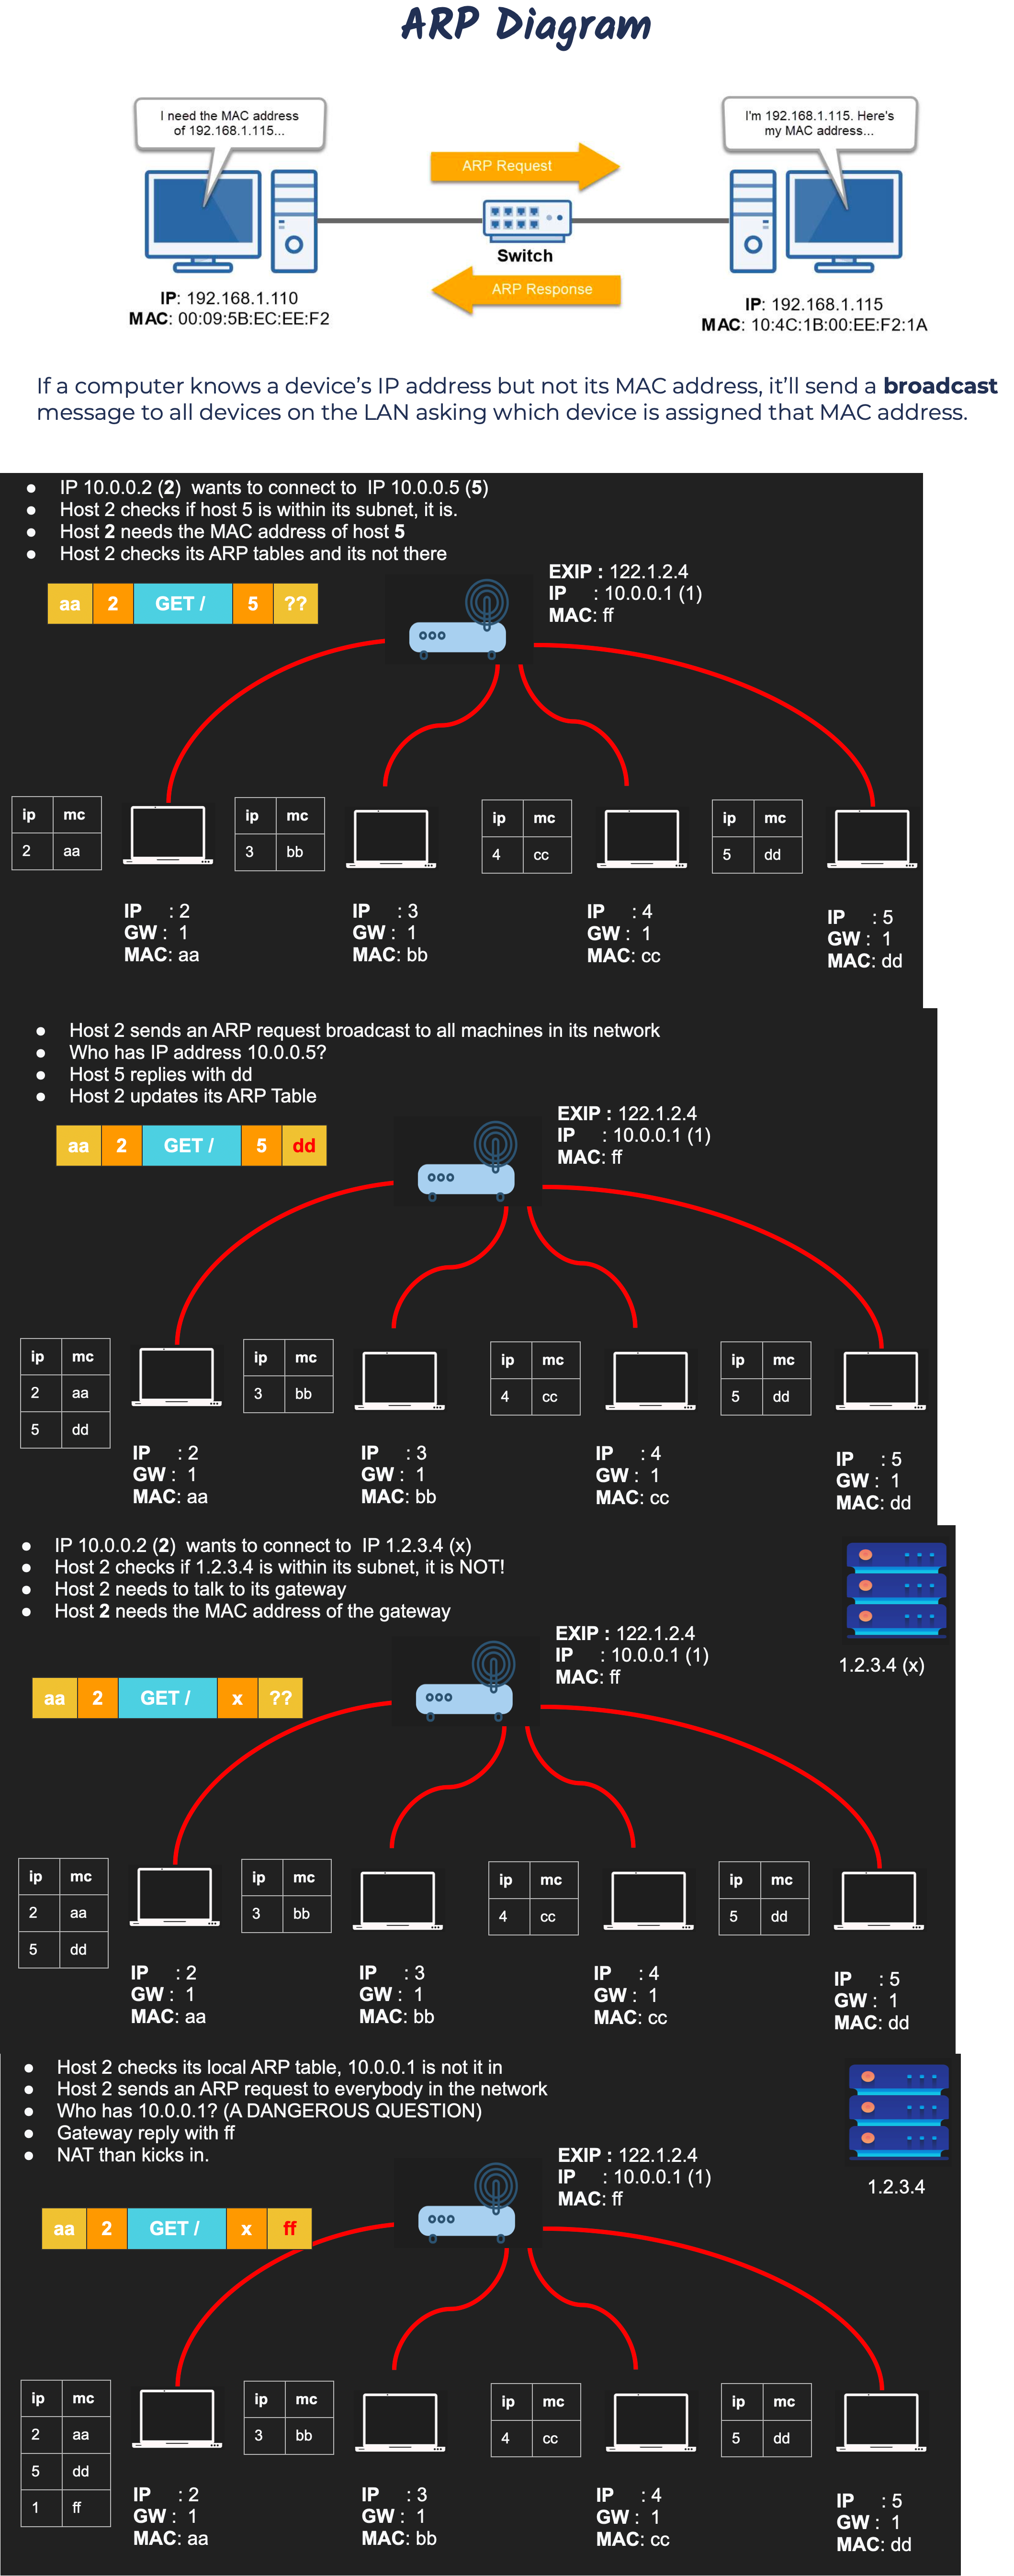 ARP Diagram
I need the MAC address
of 192.168.1.115...
I'm 192.168.1.115. Here's
my MAC address...
ARP Request
Switch
ARP Response
IP: 192.168.1.110
MAC: 00:09:5B:EC:EE:F2
IP: 192.168.1.115
MAC: 10:4C:1B:00:EE:F2:1A
If a computer knows a device's IP address but not its MAC address, it'll send a broadcast
message to all devices on the LAN asking which device is assigned that MAC address.
● IP 10.0.0.2 (2) wants to connect to IP 10.0.0.5 (5)
● Host 2 checks if host 5 is within its subnet, it is.
● Host 2 needs the MAC address of host 5
● Host 2 checks its ARP tables and its not there
EXIP : 122.1.2.4
IP : 10.0.0.1 (1)
MAC: ff
aa 2 GET / 5 ??
ip mc
2 aa
ip mc
3 bb
ip mc
4 cc
ip mc
5 dd
IP : 2
GW : 1
MAC: aa
IP : 3
GW : 1
MAC: bb
IP : 4
GW : 1
MAC: cc
IP : 5
GW : 1
MAC: dd
● Host 2 sends an ARP request broadcast to all machines in its network
● Who has IP address 10.0.0.5?
● Host 5 replies with dd
● Host 2 updates its ARP Table
EXIP : 122.1.2.4
IP : 10.0.0.1 (1)
MAC: ff
aa 2 GET / 5 dd
ip mc
2 aa
5 dd
ip mc
3 bb
ip mc
4 cc
ip mc
5 dd
IP : 2
GW : 1
MAC: aa
IP : 3
GW : 1
MAC: bb
IP : 4
GW : 1
MAC: cc
IP : 5
GW : 1
MAC: dd
● IP 10.0.0.2 (2) wants to connect to IP 1.2.3.4 (x)
● Host 2 checks if 1.2.3.4 is within its subnet, it is NOT!
● Host 2 needs to talk to its gateway
● Host 2 needs the MAC address of the gateway
EXIP : 122.1.2.4
IP : 10.0.0.1 (1)
MAC: ff
1.2.3.4 (x)
aa 2 GET / x ??
ip mc
2 aa
5 dd
ip mc
3 bb
ip mc
4 cc
ip mc
5 dd
IP : 2
GW : 1
MAC: aa
IP : 3
GW : 1
MAC: bb
IP : 4
GW : 1
MAC: cc
IP : 5
GW : 1
MAC: dd
● Host 2 checks its local ARP table, 10.0.0.1 is not it in
● Host 2 sends an ARP request to everybody in the network
● Who has 10.0.0.1? (A DANGEROUS QUESTION)
● Gateway reply with ff
● NAT than kicks in.
EXIP : 122.1.2.4
IP : 10.0.0.1 (1)
MAC: ff
1.2.3.4
aa 2 GET / x ff
ip mc
2 aa
5 dd
1 ff
ip mc
3 bb
ip mc
4 cc
ip mc
5 dd
IP : 2
GW : 1
MAC: aa
IP : 3
GW : 1
MAC: bb
IP : 4
GW : 1
MAC: cc
IP : 5
GW : 1
MAC: dd